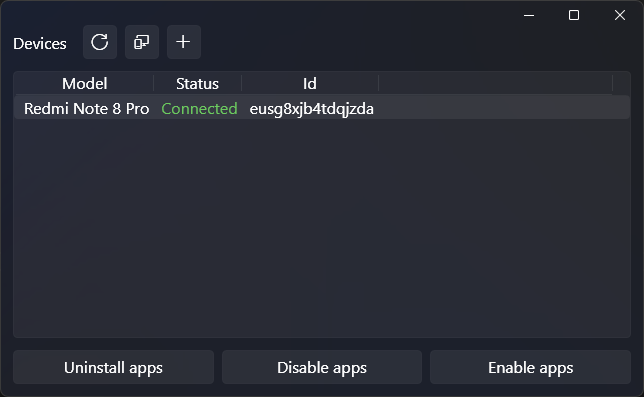 Devices
Model Status Id
Redmi Note 8 Pro Connected eusg8xjb4tdqjzda
Uninstall apps Disable apps Enable apps